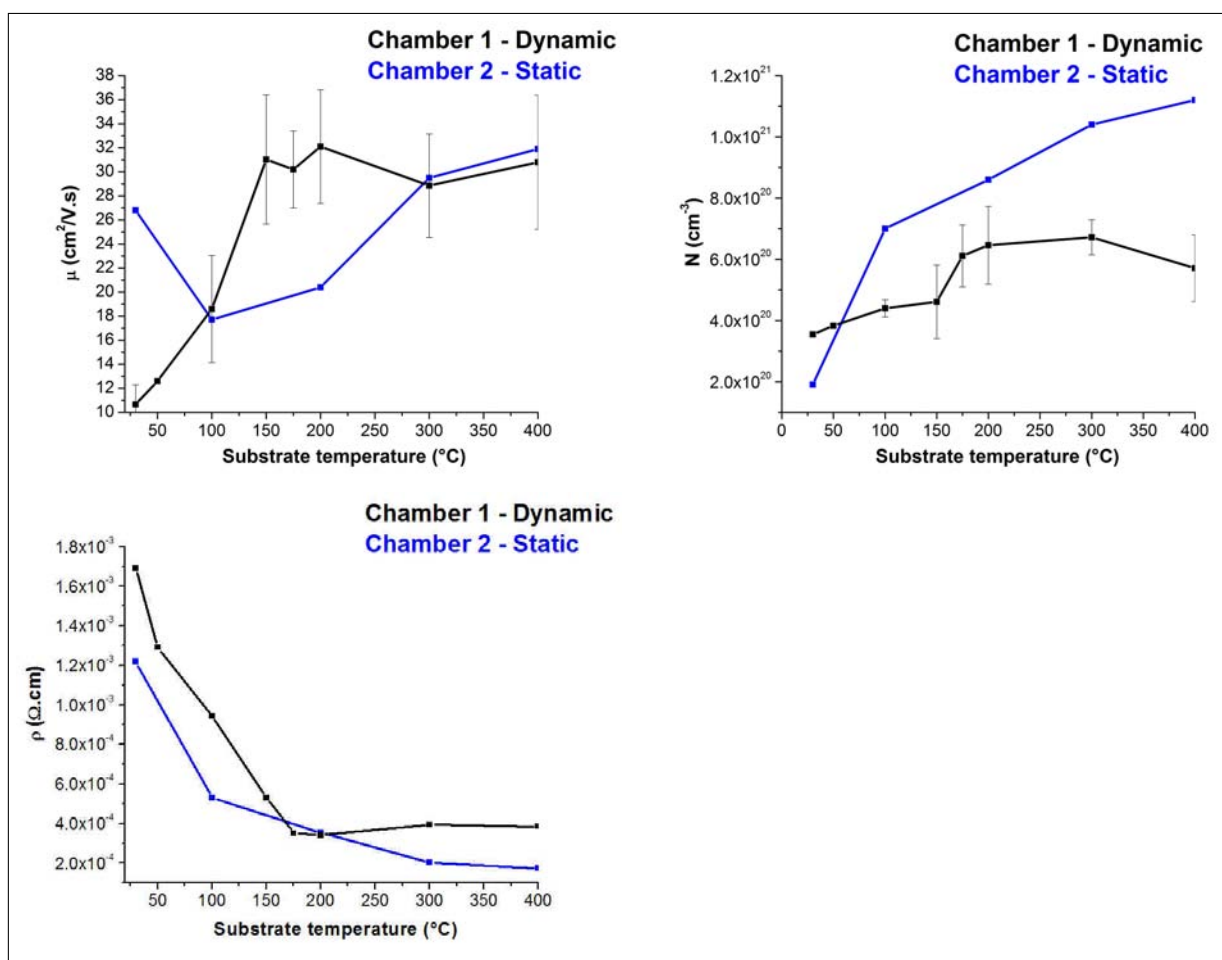 Chamber 1 - Dynamic
Chamber 2 - Static
38
36
34
32
30
28
26
24
22
20
18
16
14
12
10
μ (cm²/V.s)
50 100 150 200 250 300 350 400
Substrate temperature (°C)
Chamber 1 - Dynamic
Chamber 2 - Static
1.2x10²¹
1.0x10²¹
8.0x10²⁰
6.0x10²⁰
4.0x10²⁰
2.0x10²⁰
N (cm⁻³)
0 50 100 150 200 250 300 350 400
Substrate temperature (°C)
Chamber 1 - Dynamic
Chamber 2 - Static
1.8x10⁻³
1.6x10⁻³
1.4x10⁻³
1.2x10⁻³
1.0x10⁻³
8.0x10⁻⁴
6.0x10⁻⁴
4.0x10⁻⁴
2.0x10⁻⁴
ρ (Ω.cm)
50 100 150 200 250 300 350 400
Substrate temperature (°C)